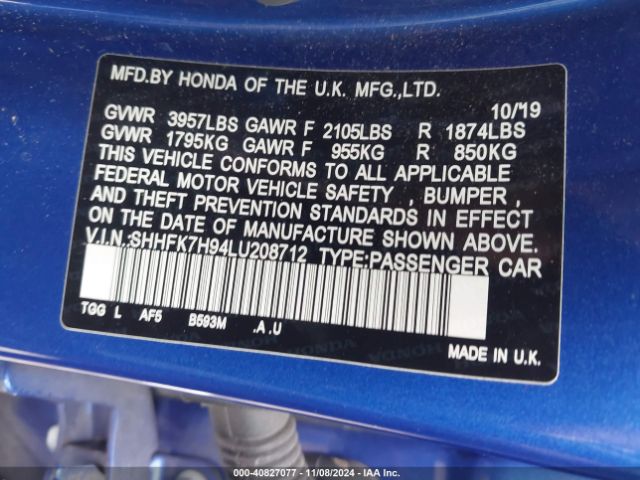 MFD.BY HONDA OF THE U.K. MFG.,LTD.
10/'19
GVWR 3957LBS GAWR F 2105LBS R 1874LBS
GVWR 1795KG GAWR F 955KG R 850KG
THIS VEHICLE CONFORMS TO ALL APPLICABLE
FEDERAL MOTOR VEHICLE SAFETY , BUMPER ,
AND THEFT PREVENTION STANDARDS IN EFFECT
ON THE DATE OF MANUFACTURE SHOWN ABOVE.
V.I.N.:SHHFK7H94LU208712 TYPE:PASSENGER CAR
TGG L AF5 B593M .A.U
MADE IN U.K.
000-40827077 - 11/08/2024 - IAAI.com